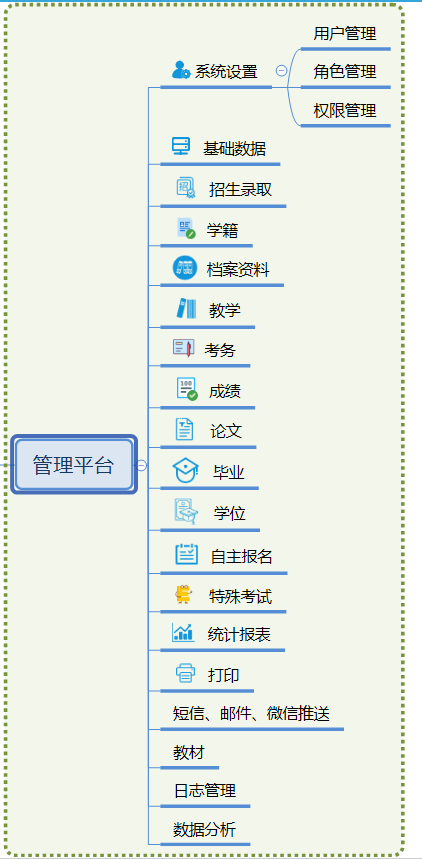 用户管理
系统设置
角色管理
权限管理
基础数据
招生录取
学籍
档案资料
教学
考务
100
成绩
论文
管理平台
毕业
学位
自主报名
特殊考试
统计报表
打印
短信、邮件、微信推送
教材
日志管理
数据分析